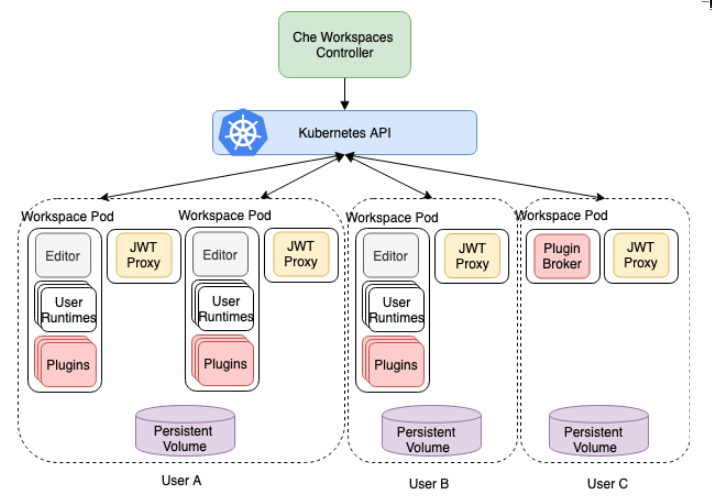 Che Workspaces
Controller
Kubernetes API
Workspace Pod
Workspace Pod
Workspace Pod
Workspace Pod
Editor
JWT
Proxy
Editor
JWT
Proxy
Editor
JWT
Proxy
Plugin
Broker
JWT
Proxy
User
Runtimes
User
Runtimes
User
Runtimes
Plugins
Plugins
Plugins
Persistent
Volume
Persistent
Volume
Persistent
Volume
User A
User B
User C